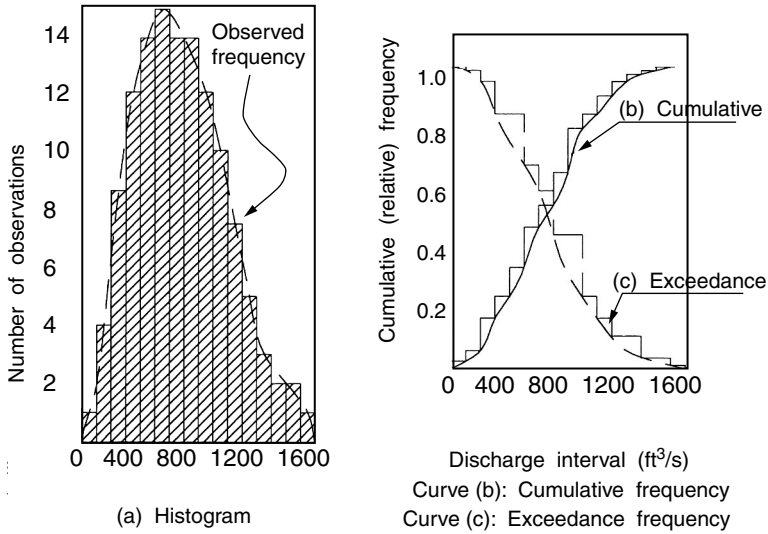 14
12
10
8
6
4
2
Number of observations
Observed
frequency
0 400 800 1200 1600
(a) Histogram
Cumulative (relative) frequency
1.0
0.8
0.6
0.4
0.2
(b) Cumulative
(c) Exceedance
0 400 800 1200 1600
Discharge interval (ft³/s)
Curve (b): Cumulative frequency
Curve (c): Exceedance frequency